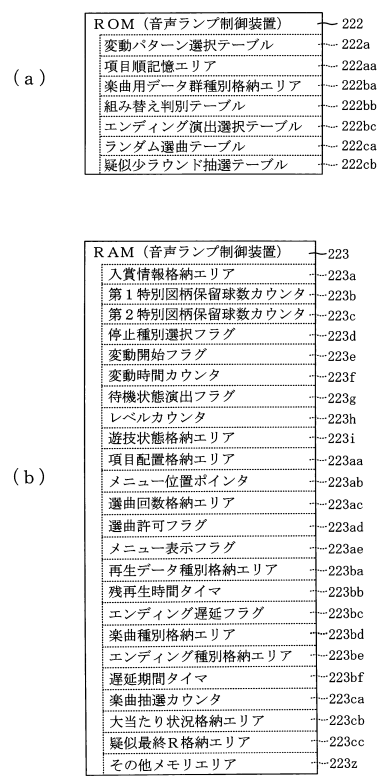 (a)
ROM（音声ランプ制御装置） 222
変動パターン選択テーブル 222a
項目順記憶エリア 222aa
楽曲用データ群種別格納エリア 222ba
組み替え判別テーブル 222bb
エンディング演出選択テーブル 222bc
ランダム選曲テーブル 222ca
疑似少ラウンド抽選テーブル 222cb
(b)
RAM（音声ランプ制御装置） 223
入賞情報格納エリア 223a
第1特別図柄保留球数カウンタ 223b
第2特別図柄保留球数カウンタ 223c
停止種別選択フラグ 223d
変動開始フラグ 223e
変動時間カウンタ 223f
待機状態演出フラグ 223g
レベルカウンタ 223h
遊技状態格納エリア 223i
項目配置格納エリア 223aa
メニュー位置ポインタ 223ab
選曲回数格納エリア 223ac
選曲許可フラグ 223ad
メニュー表示フラグ 223ae
再生データ種別格納エリア 223ba
残再生時間タイマ 223bb
エンディング遅延フラグ 223bc
楽曲種別格納エリア 223bd
エンディング種別格納エリア 223be
遅延期間タイマ 223bf
楽曲抽選カウンタ 223ca
大当たり状況格納エリア 223cb
疑似最終R格納エリア 223cc
その他メモリエリア 223z